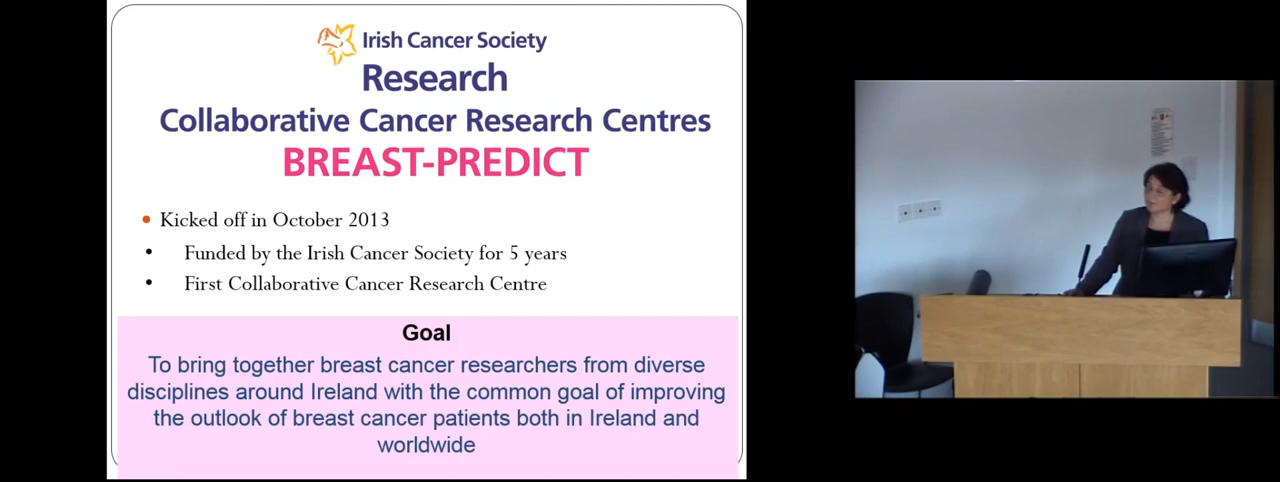 Irish Cancer Society
Research
Collaborative Cancer Research Centres
BREAST-PREDICT
• Kicked off in October 2013
• Funded by the Irish Cancer Society for 5 years
• First Collaborative Cancer Research Centre
Goal
To bring together breast cancer researchers from diverse
disciplines around Ireland with the common goal of improving
the outlook of breast cancer patients both in Ireland and
worldwide